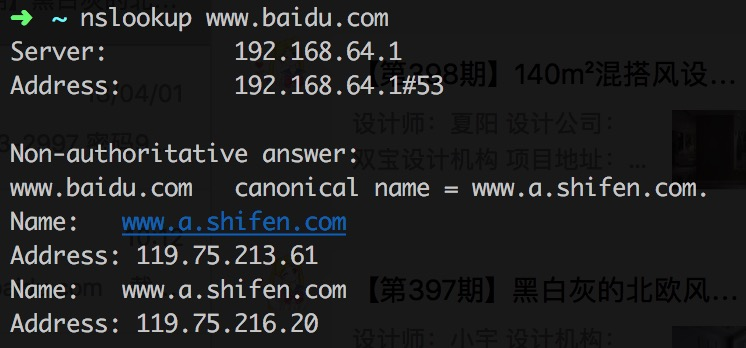 ➜ ~ nslookup www.baidu.com
Server: 192.168.64.1
Address: 192.168.64.1#53
【第398期】140m²混搭风设…
18/04/01
设计师：夏阳 设计公司：
双宝设计机构 项目地址：…
Non-authoritative answer:
www.baidu.com canonical name = www.a.shifen.com.
Name: www.a.shifen.com
Address: 119.75.213.61
Name: www.a.shifen.com
【第397期】黑白灰的北欧风…
Address: 119.75.216.20
设计师：小宇 设计机构：